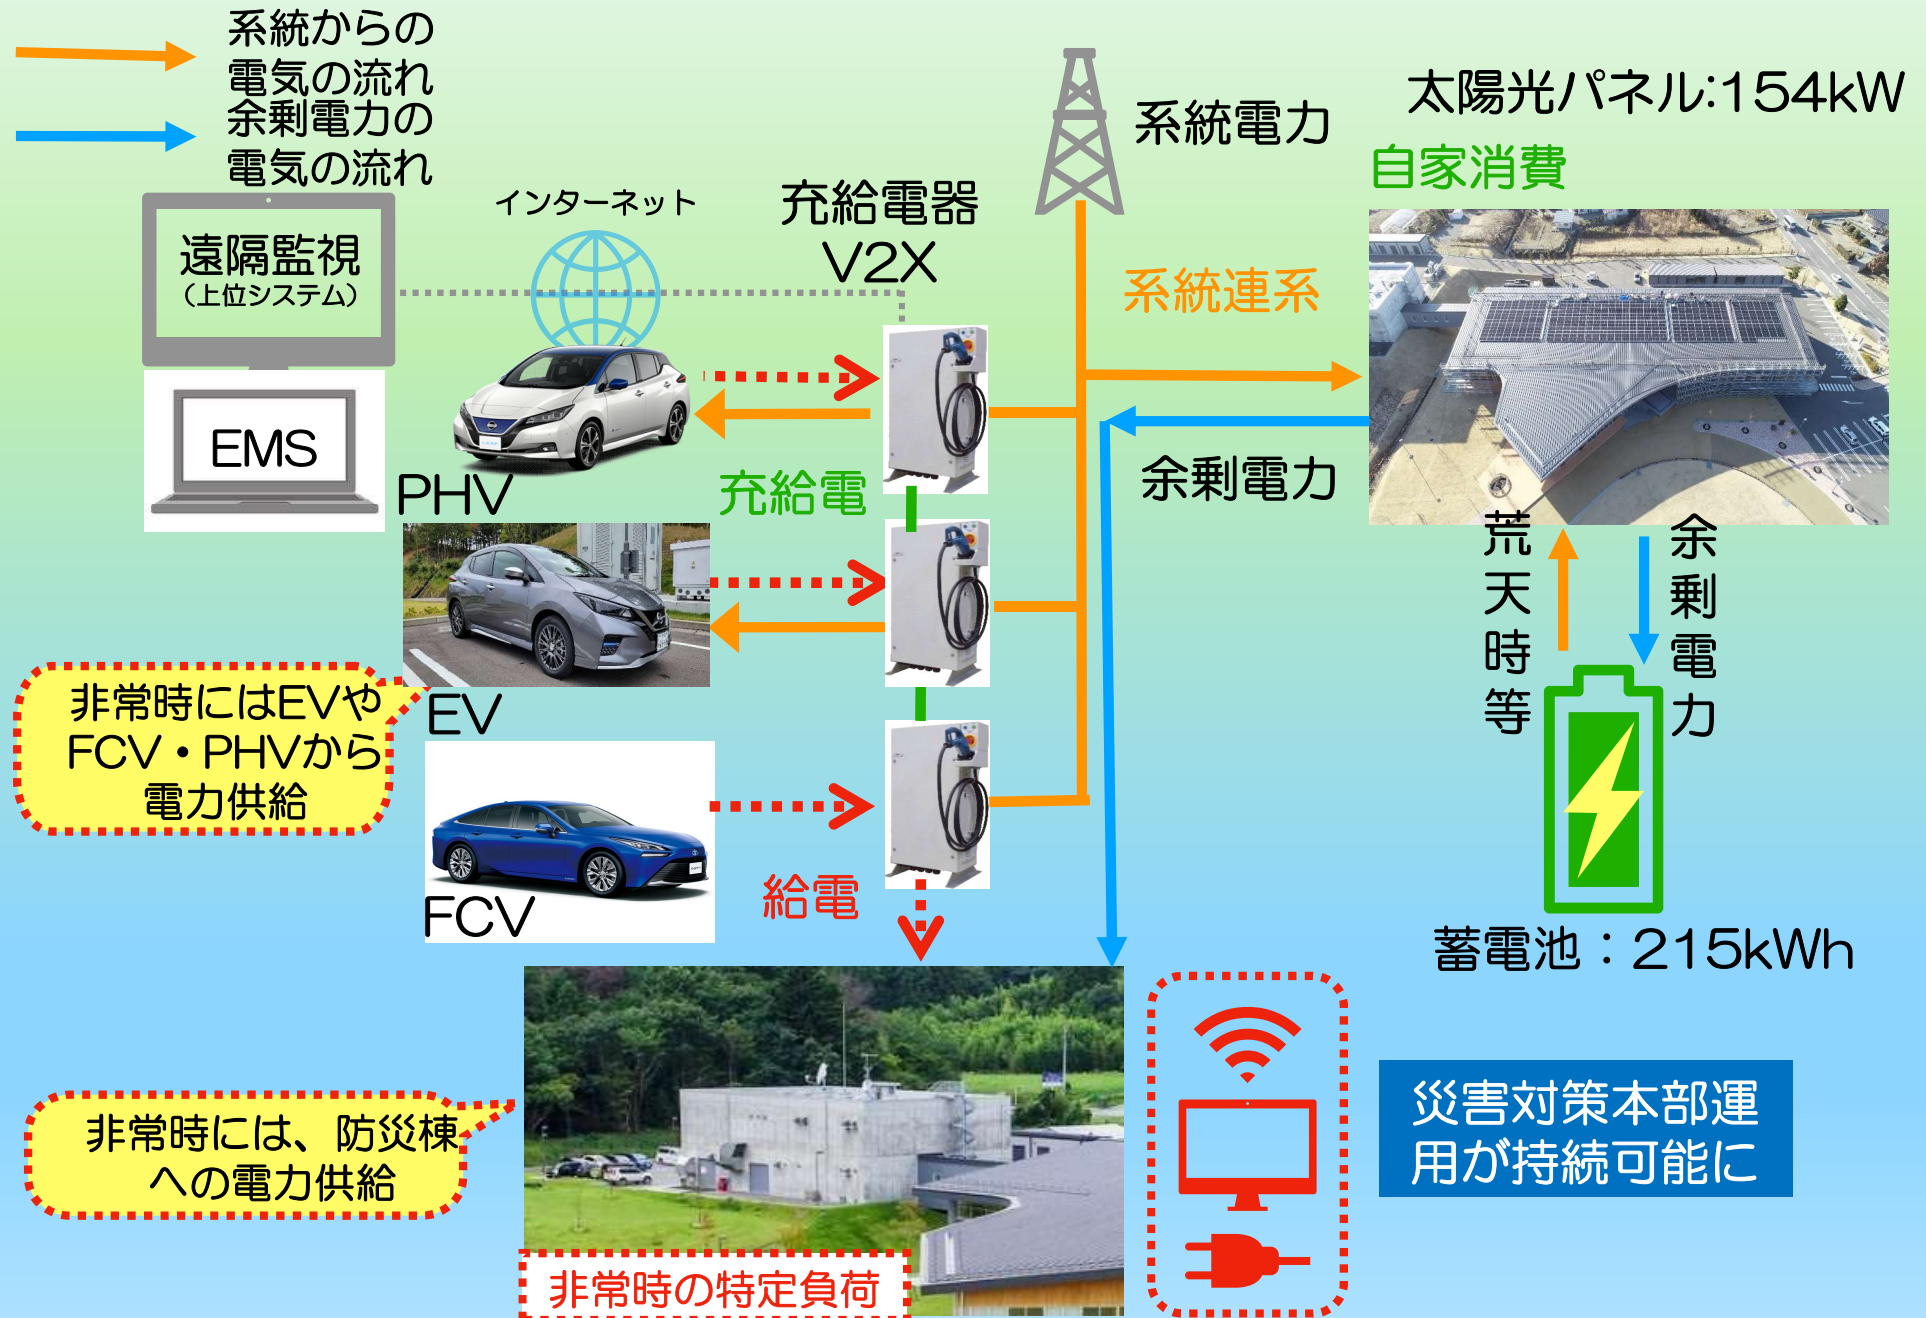 系統からの
電気の流れ
余剰電力の
電気の流れ
系統電力
太陽光パネル:154kW
自家消費
インターネット
充給電器
V2X
遠隔監視
（上位システム）
系統連系
EMS
PHV
充給電
余剰電力
荒天時等
余剰電力
非常時にはEVや
FCV・PHVから
電力供給
EV
FCV
給電
蓄電池：215kWh
災害対策本部運
用が持続可能に
非常時には、防災棟
への電力供給
非常時の特定負荷